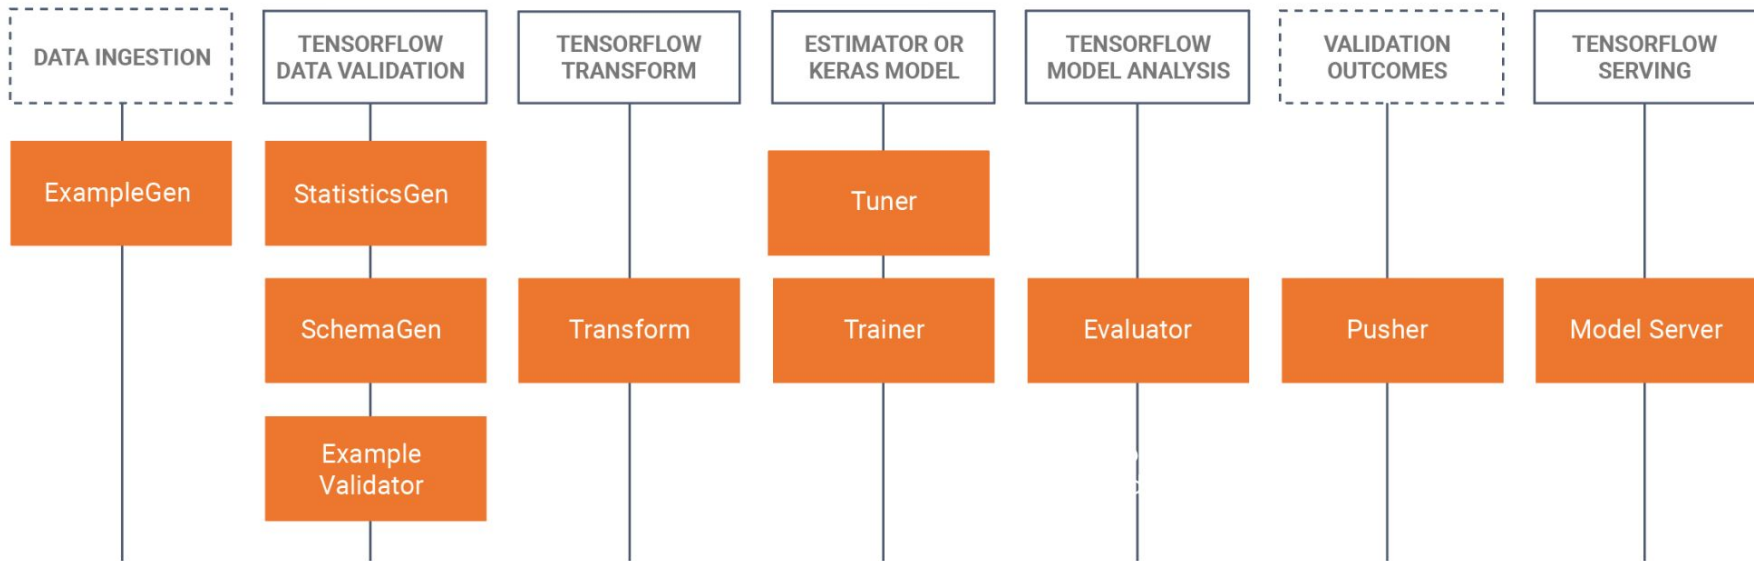 DATA INGESTION
TENSORFLOW
DATA VALIDATION
TENSORFLOW
TRANSFORM
ESTIMATOR OR
KERAS MODEL
TENSORFLOW
MODEL ANALYSIS
VALIDATION
OUTCOMES
TENSORFLOW
SERVING
ExampleGen
StatisticsGen
Tuner
SchemaGen
Transform
Trainer
Evaluator
Pusher
Model Server
Example
Validator